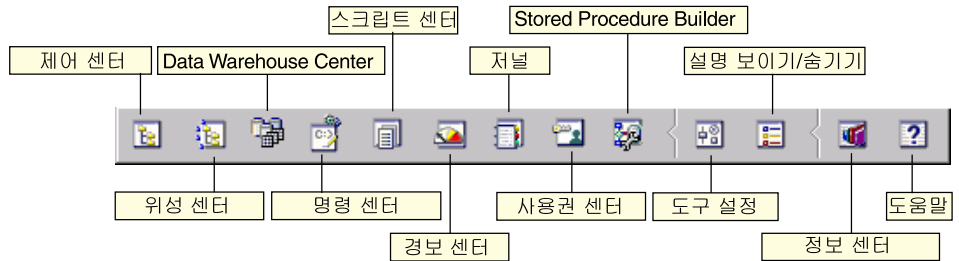 스크립트 센터
Stored Procedure Builder
제어 센터
Data Warehouse Center
저널
설명 보이기/숨기기
위성 센터
명령 센터
사용권 센터
도구 설정
도움말
경보 센터
정보 센터